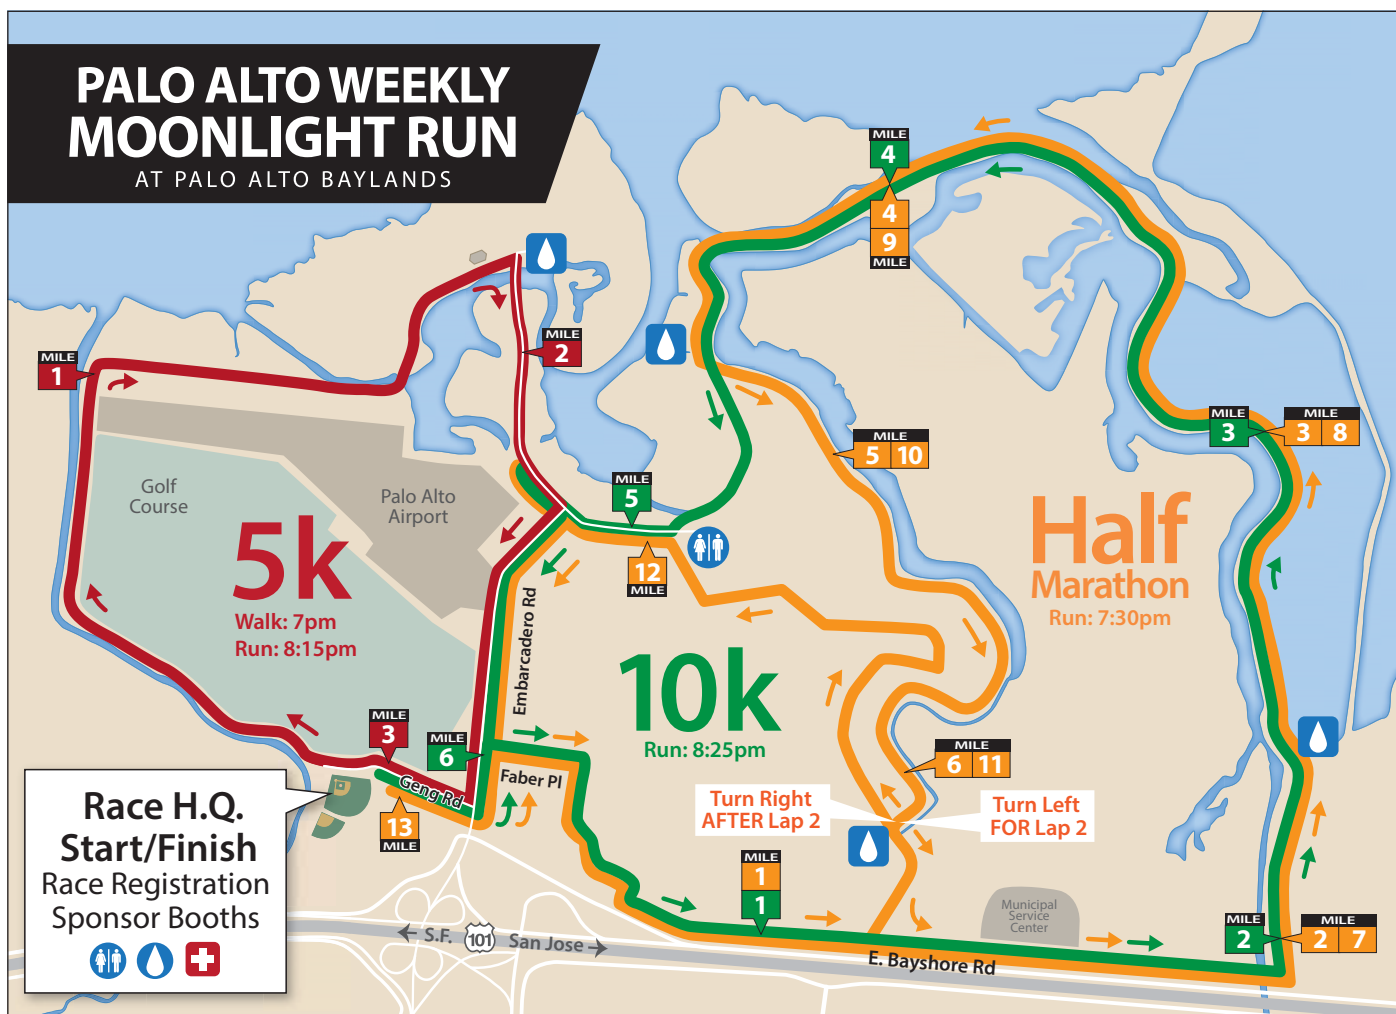 PALO ALTO WEEKLY
MOONLIGHT RUN
AT PALO ALTO BAYLANDS
MILE
4
4
9
MILE
MILE
2
MILE
1
MILE
3
MILE
3 8
MILE
5 10
MILE
5
12
MILE
Golf
Course
Palo Alto
Airport
5k
Walk: 7pm
Run: 8:15pm
Half
Marathon
Run: 7:30pm
Embarcadero Rd
10k
Run: 8:25pm
MILE
3
MILE
6
MILE
6 11
Faber Pl
Geng Rd
13
MILE
Turn Right
AFTER Lap 2
Turn Left
FOR Lap 2
Race H.Q.
Start/Finish
Race Registration
Sponsor Booths
MILE
1
1
Municipal
Service
Center
MILE
2
MILE
2 7
S.F. 101 San Jose
E. Bayshore Rd